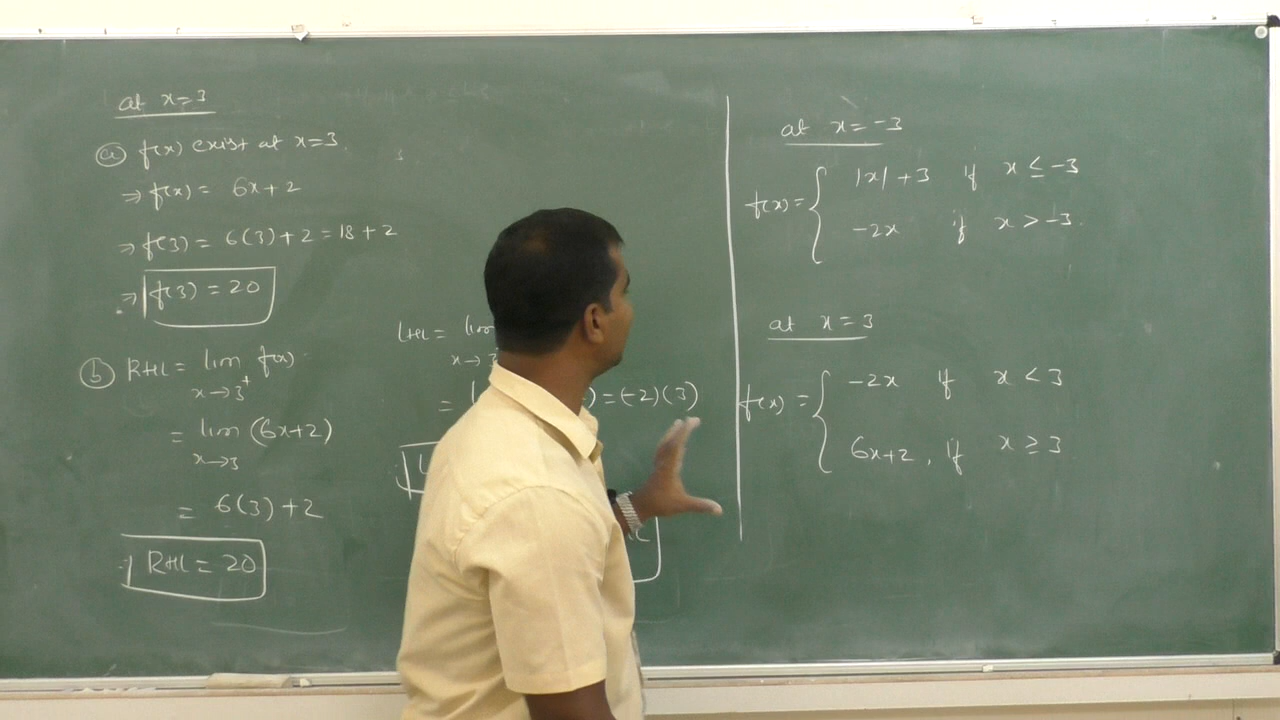 at x=3
(a) f(x) exist at x=3.
⇒ f(x) = 6x+2
⇒ f(3) = 6(3)+2 = 18+2
⇒ f(3) = 20
(b) RHL = lim f(x)
x→3⁺
= lim (6x+2)
x→3
= 6(3)+2
RHL = 20
LHL = lim
x→3
=
) = (-2)(3)
at x=-3
f(x) = { |x|+3 if x ≤ -3
-2x if x > -3.
at x=3
f(x) = { -2x if x < 3
6x+2, if x ≥ 3